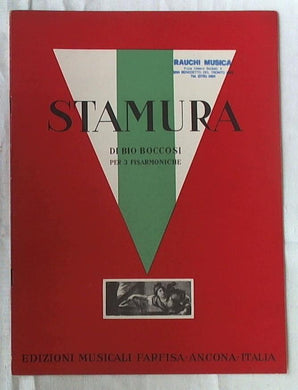 RAUCHI MUSICA
STAMURA
DI BIO BOCCOSI
PER 3 FISARMONICHE
EDIZIONI MUSICALI FARFISA · ANCONA · ITALIA